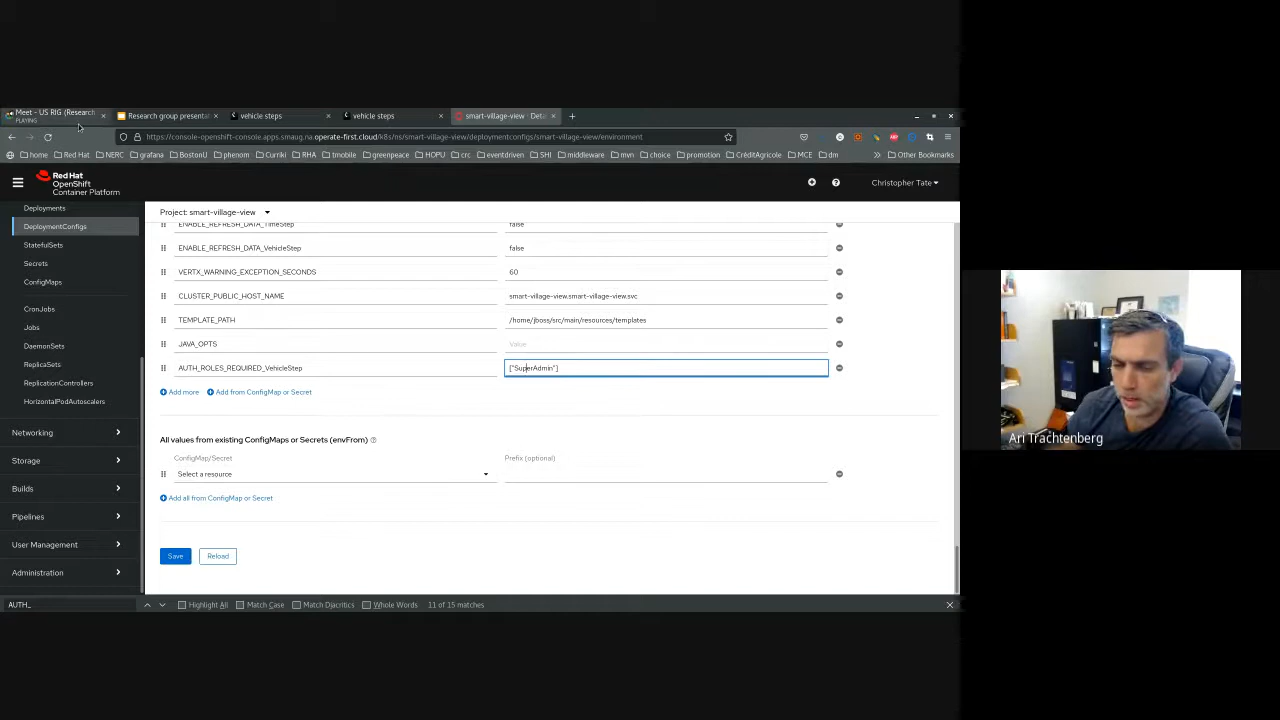 Meet - US RIG (Research
PLAYING
Research group presentat
vehicle steps
vehicle steps
smart-village-view · Deta
https://console-openshift-console.apps.smaug.na.operate-first.cloud/k8s/ns/smart-village-view/deploymentconfigs/smart-village-view/environment
home
Red Hat
NERC
grafana
BostonU
phenom
Curriki
RHA
tmobile
greenpeace
HOPU
crc
eventdriven
SHI
middleware
mvn
choice
promotion
CréditAgricole
MCE
dm
Other Bookmarks
Red Hat
OpenShift
Container Platform
Christopher Tate
Project: smart-village-view
Deployments
DeploymentConfigs
StatefulSets
Secrets
ConfigMaps
CronJobs
Jobs
DaemonSets
ReplicaSets
ReplicationControllers
HorizontalPodAutoscalers
Networking
Storage
Builds
Pipelines
User Management
Administration
ENABLE_REFRESH_DATA_TimeStep
false
ENABLE_REFRESH_DATA_VehicleStep
false
VERTX_WARNING_EXCEPTION_SECONDS
60
CLUSTER_PUBLIC_HOST_NAME
smart-village-view.smart-village-view.svc
TEMPLATE_PATH
/home/jboss/src/main/resources/templates
JAVA_OPTS
Value
AUTH_ROLES_REQUIRED_VehicleStep
["SuperAdmin"]
Add more
Add from ConfigMap or Secret
All values from existing ConfigMaps or Secrets (envFrom)
ConfigMap/Secret
Prefix (optional)
Select a resource
Add all from ConfigMap or Secret
Save
Reload
AUTH_
Highlight All
Match Case
Match Diacritics
Whole Words
11 of 15 matches
Ari Trachtenberg